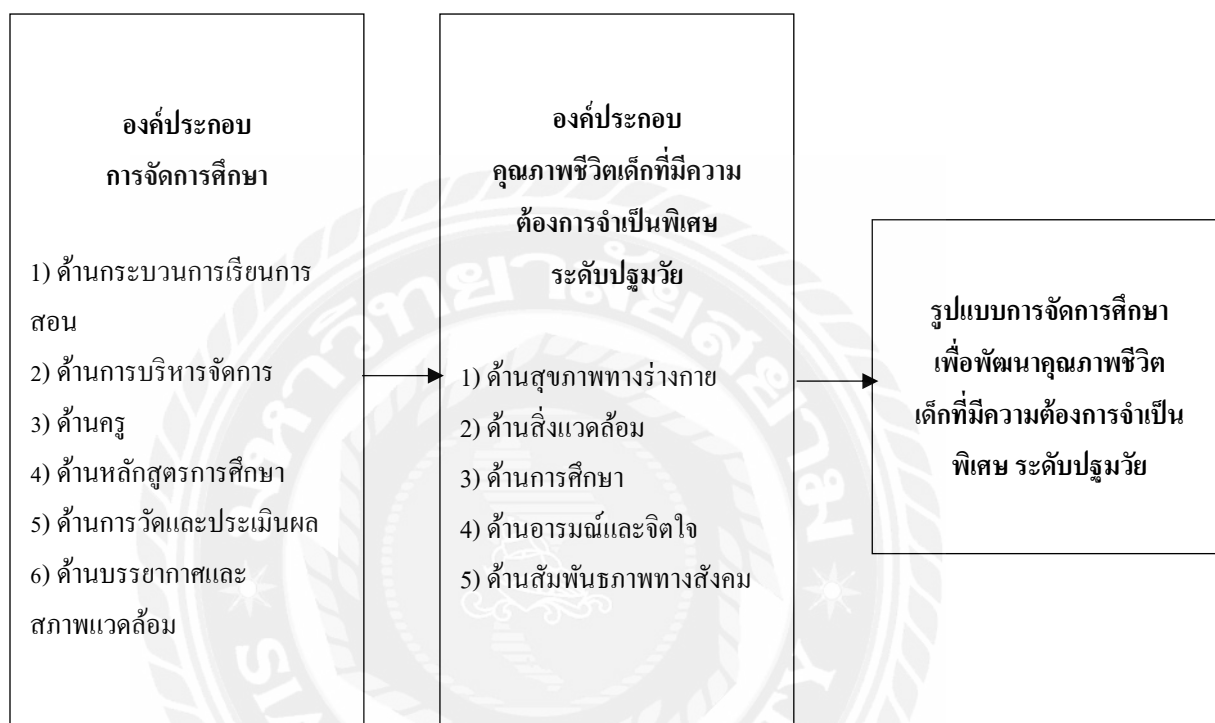 องค์ประกอบ
การจัดการศึกษา
1) ด้านกระบวนการเรียนการ
สอน
2) ด้านการบริหารจัดการ
3) ด้านครู
4) ด้านหลักสูตรการศึกษา
5) ด้านการวัดและประเมินผล
6) ด้านบรรยากาศและ
สภาพแวดล้อม
องค์ประกอบ
คุณภาพชีวิตเด็กที่มีความ
ต้องการจำเป็นพิเศษ
ระดับปฐมวัย
1) ด้านสุขภาพทางร่างกาย
2) ด้านสิ่งแวดล้อม
3) ด้านการศึกษา
4) ด้านอารมณ์และจิตใจ
5) ด้านสัมพันธภาพทางสังคม
รูปแบบการจัดการศึกษา
เพื่อพัฒนาคุณภาพชีวิต
เด็กที่มีความต้องการจำเป็น
พิเศษ ระดับปฐมวัย
มหาวิทยาลัยสยาม